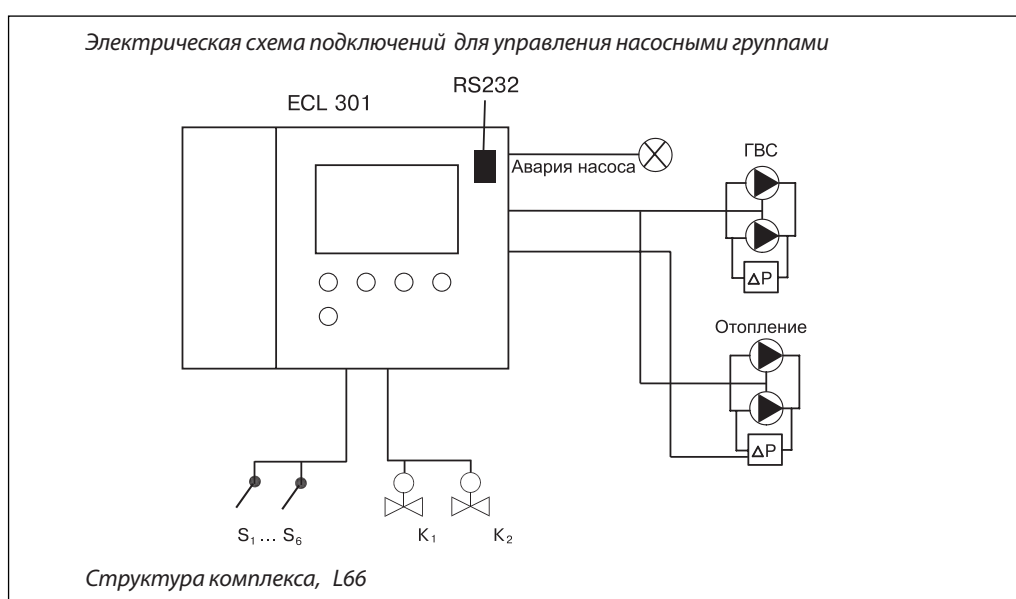 Электрическая схема подключений для управления насосными группами
RS232
ECL 301
Авария насоса
ГВС
ΔP
Отопление
ΔP
S₁ ... S₆
K₁
K₂
Структура комплекса, L66